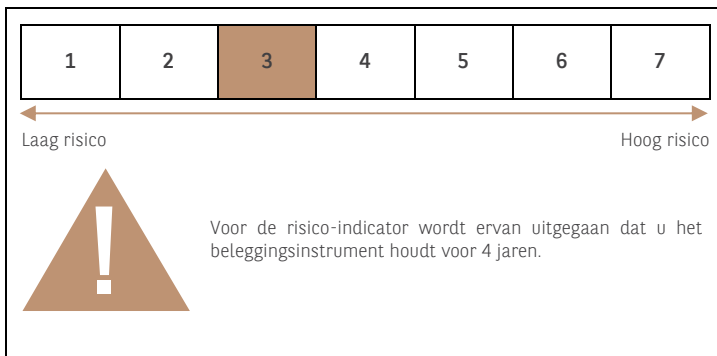 1 2 3 4 5 6 7
Laag risico Hoog risico
!
Voor de risico-indicator wordt ervan uitgegaan dat u het
beleggingsinstrument houdt voor 4 jaren.